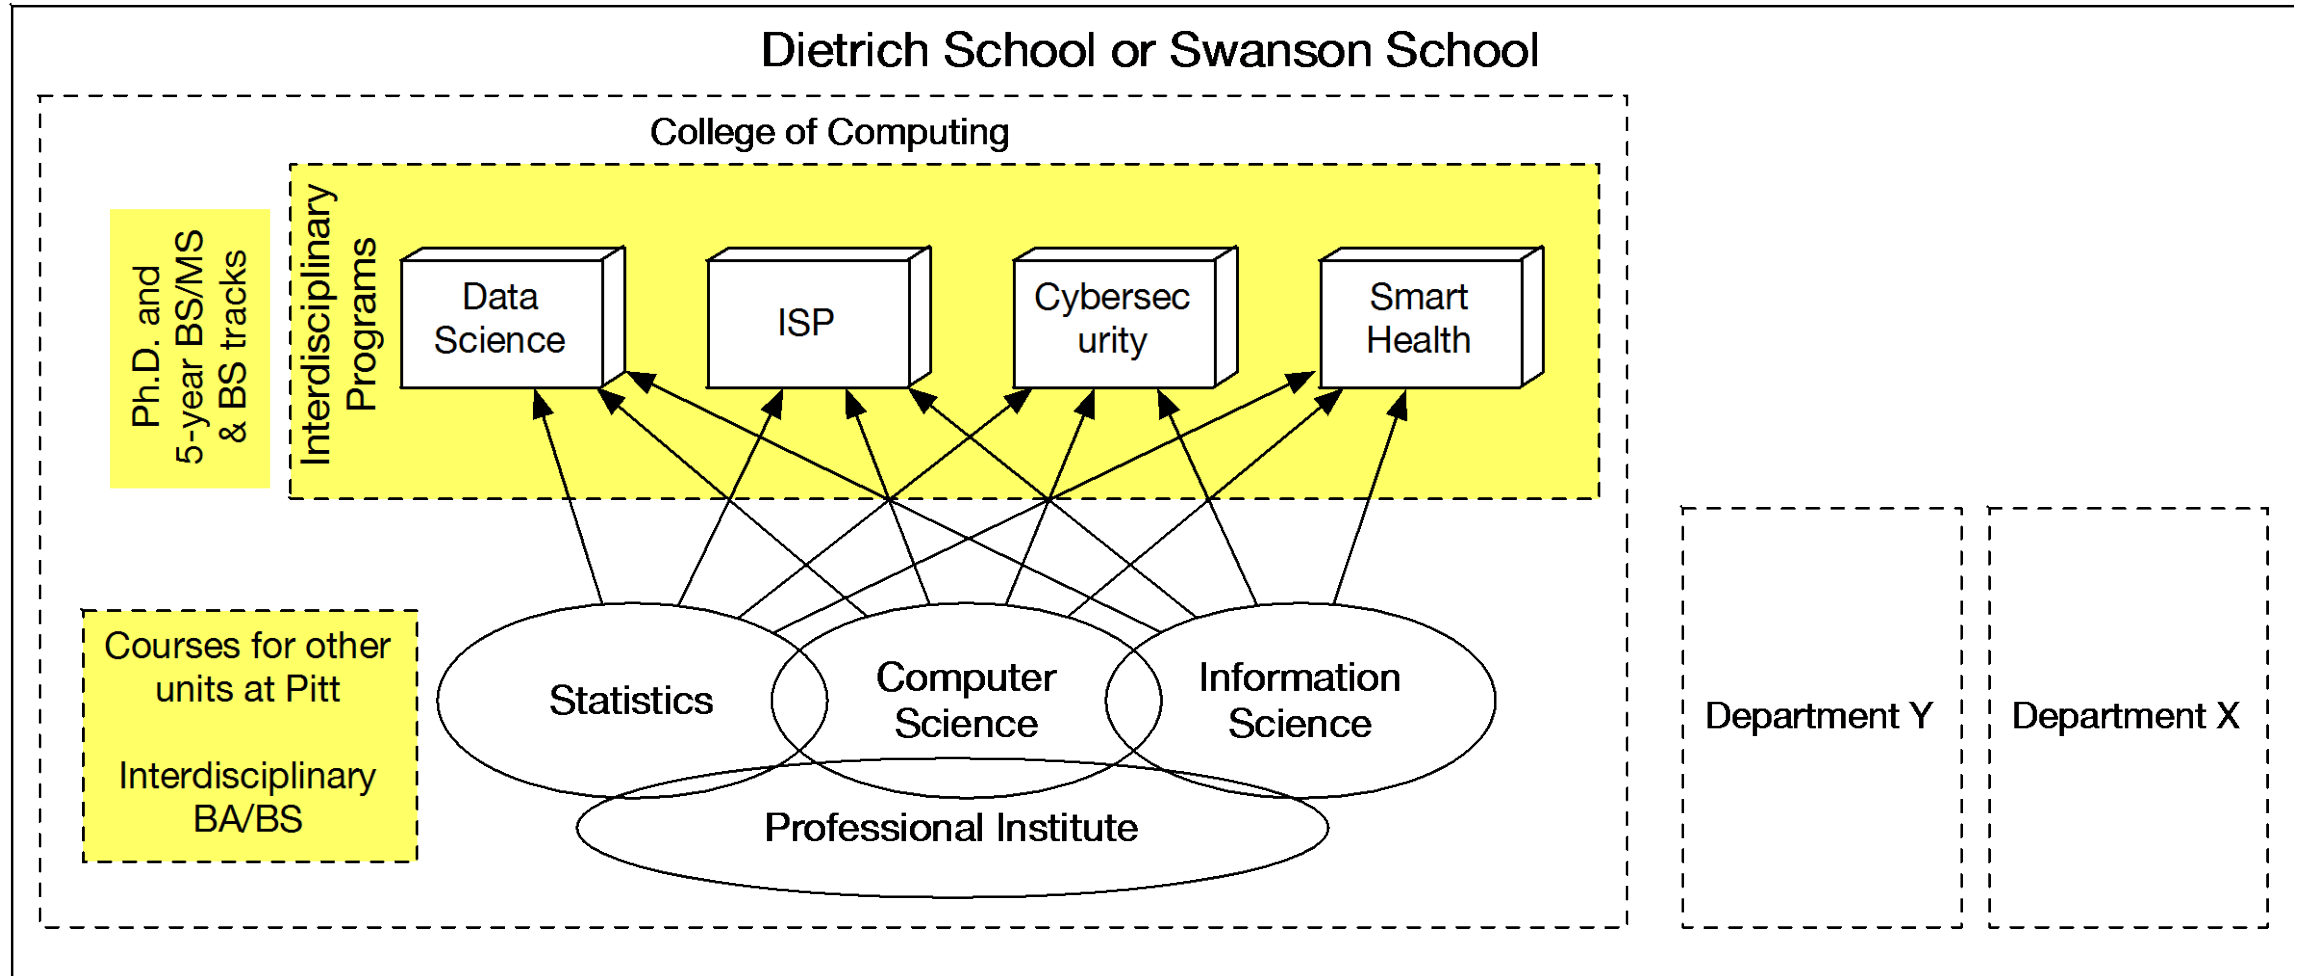 Dietrich School or Swanson School
College of Computing
Ph.D. and
5-year BS/MS
& BS tracks
Interdisciplinary
Programs
Data
Science
ISP
Cybersec
urity
Smart
Health
Courses for other
units at Pitt
Interdisciplinary
BA/BS
Statistics
Computer
Science
Information
Science
Professional Institute
Department Y
Department X